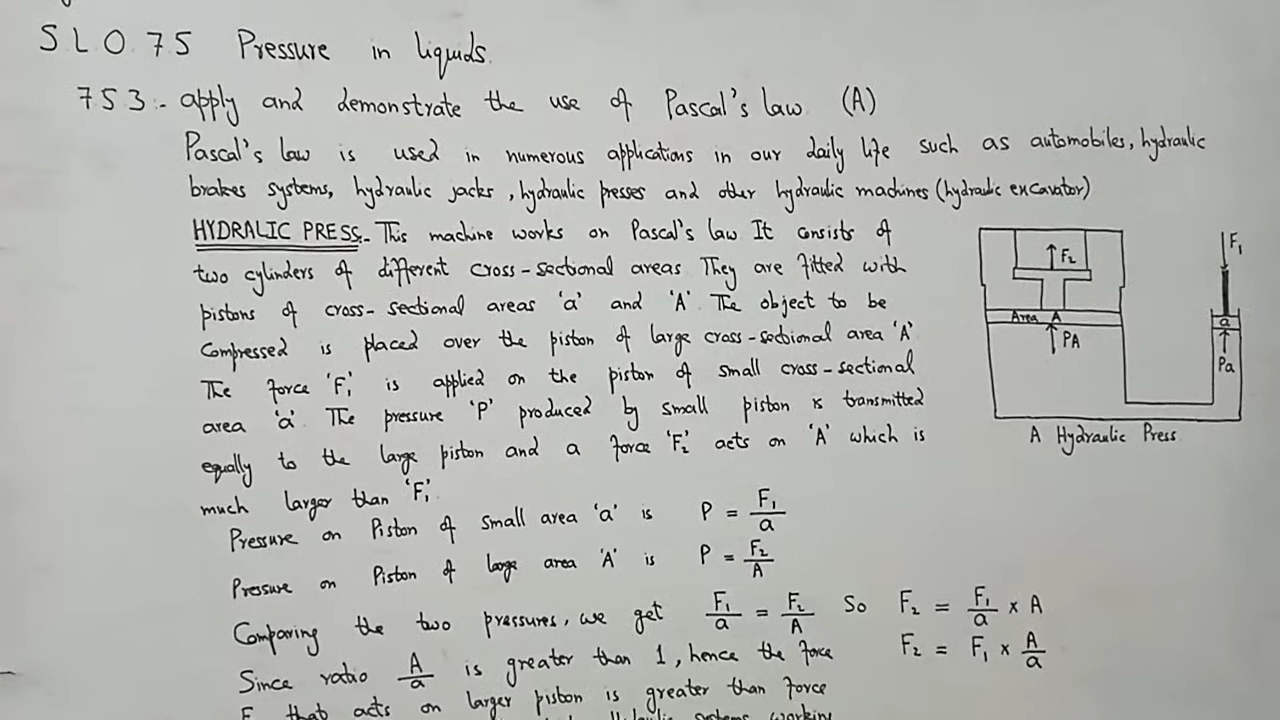 S L O. 7 5 Pressure in liquids.
7 5 3:- apply and demonstrate the use of Pascal's law. (A)
Pascal's law is used in numerous applications in our daily life such as automobiles, hydraulic
brakes systems, hydraulic jacks, hydraulic presses and other hydraulic machines (hydraulic excavator)
HYDRALIC PRESS:- This machine works on Pascal's law. It consists of
two cylinders of different cross-sectional areas. They are fitted with
pistons of cross-sectional areas 'a' and 'A'. The object to be
Compressed is placed over the piston of large cross-sectional area 'A'
The force 'F₁' is applied on the piston of small cross-sectional
area 'a'. The pressure 'P' produced by small piston is transmitted
equally to the large piston and a force 'F₂' acts on 'A' which is
much larger than 'F₁'
Pressure on Piston of small area 'a' is P = F₁/a
Pressure on Piston of large area 'A' is P = F₂/A
Comparing the two pressures, we get F₁/a = F₂/A So F₂ = F₁/a × A
F₂ = F₁ × A/a
Since ratio A/a is greater than 1, hence the force
F that acts on larger piston is greater than force
systems working
F₂
Area A
PA
F₁
a
Pa
A Hydraulic Press